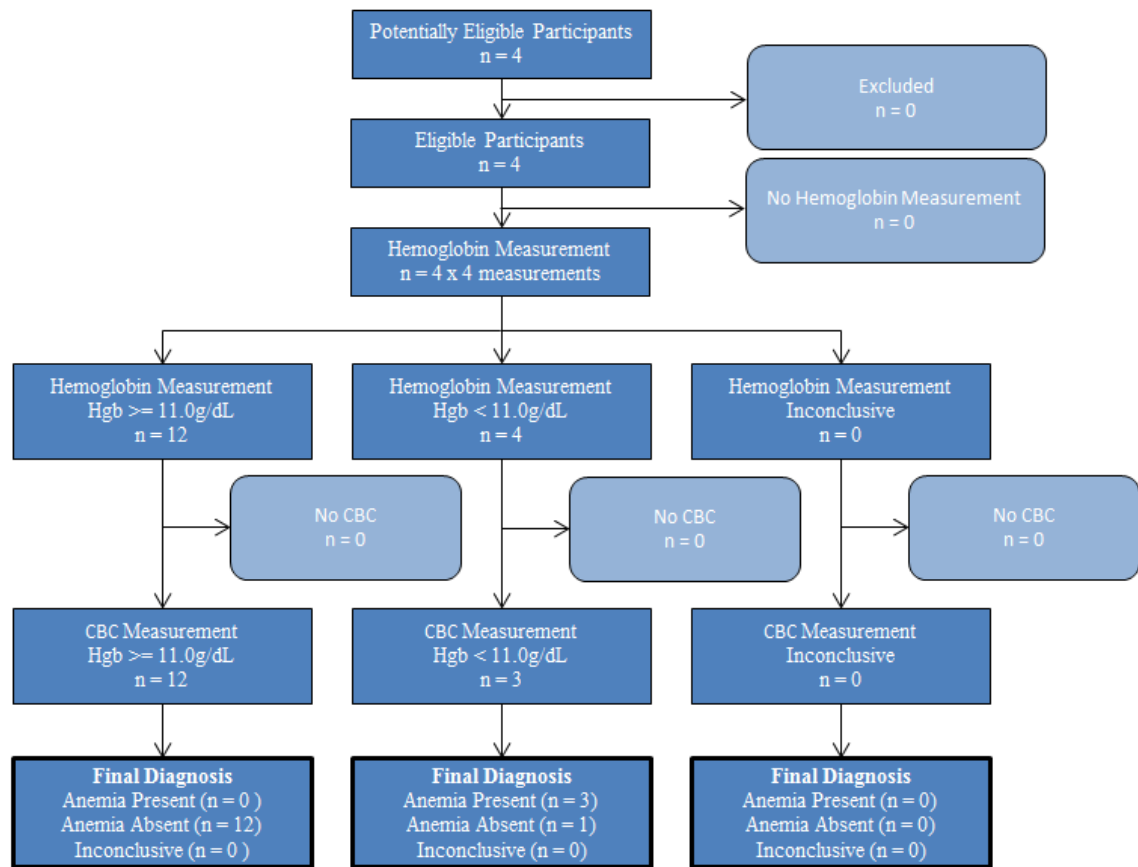 Potentially Eligible Participants
n = 4
Excluded
n = 0
Eligible Participants
n = 4
No Hemoglobin Measurement
n = 0
Hemoglobin Measurement
n = 4 x 4 measurements
Hemoglobin Measurement
Hgb >= 11.0g/dL
n = 12
Hemoglobin Measurement
Hgb < 11.0g/dL
n = 4
Hemoglobin Measurement
Inconclusive
n = 0
No CBC
n = 0
No CBC
n = 0
No CBC
n = 0
CBC Measurement
Hgb >= 11.0g/dL
n = 12
CBC Measurement
Hgb < 11.0g/dL
n = 3
CBC Measurement
Inconclusive
n = 0
Final Diagnosis
Anemia Present (n = 0 )
Anemia Absent (n = 12)
Inconclusive (n = 0 )
Final Diagnosis
Anemia Present (n = 3)
Anemia Absent (n = 1)
Inconclusive (n = 0)
Final Diagnosis
Anemia Present (n = 0)
Anemia Absent (n = 0)
Inconclusive (n = 0)